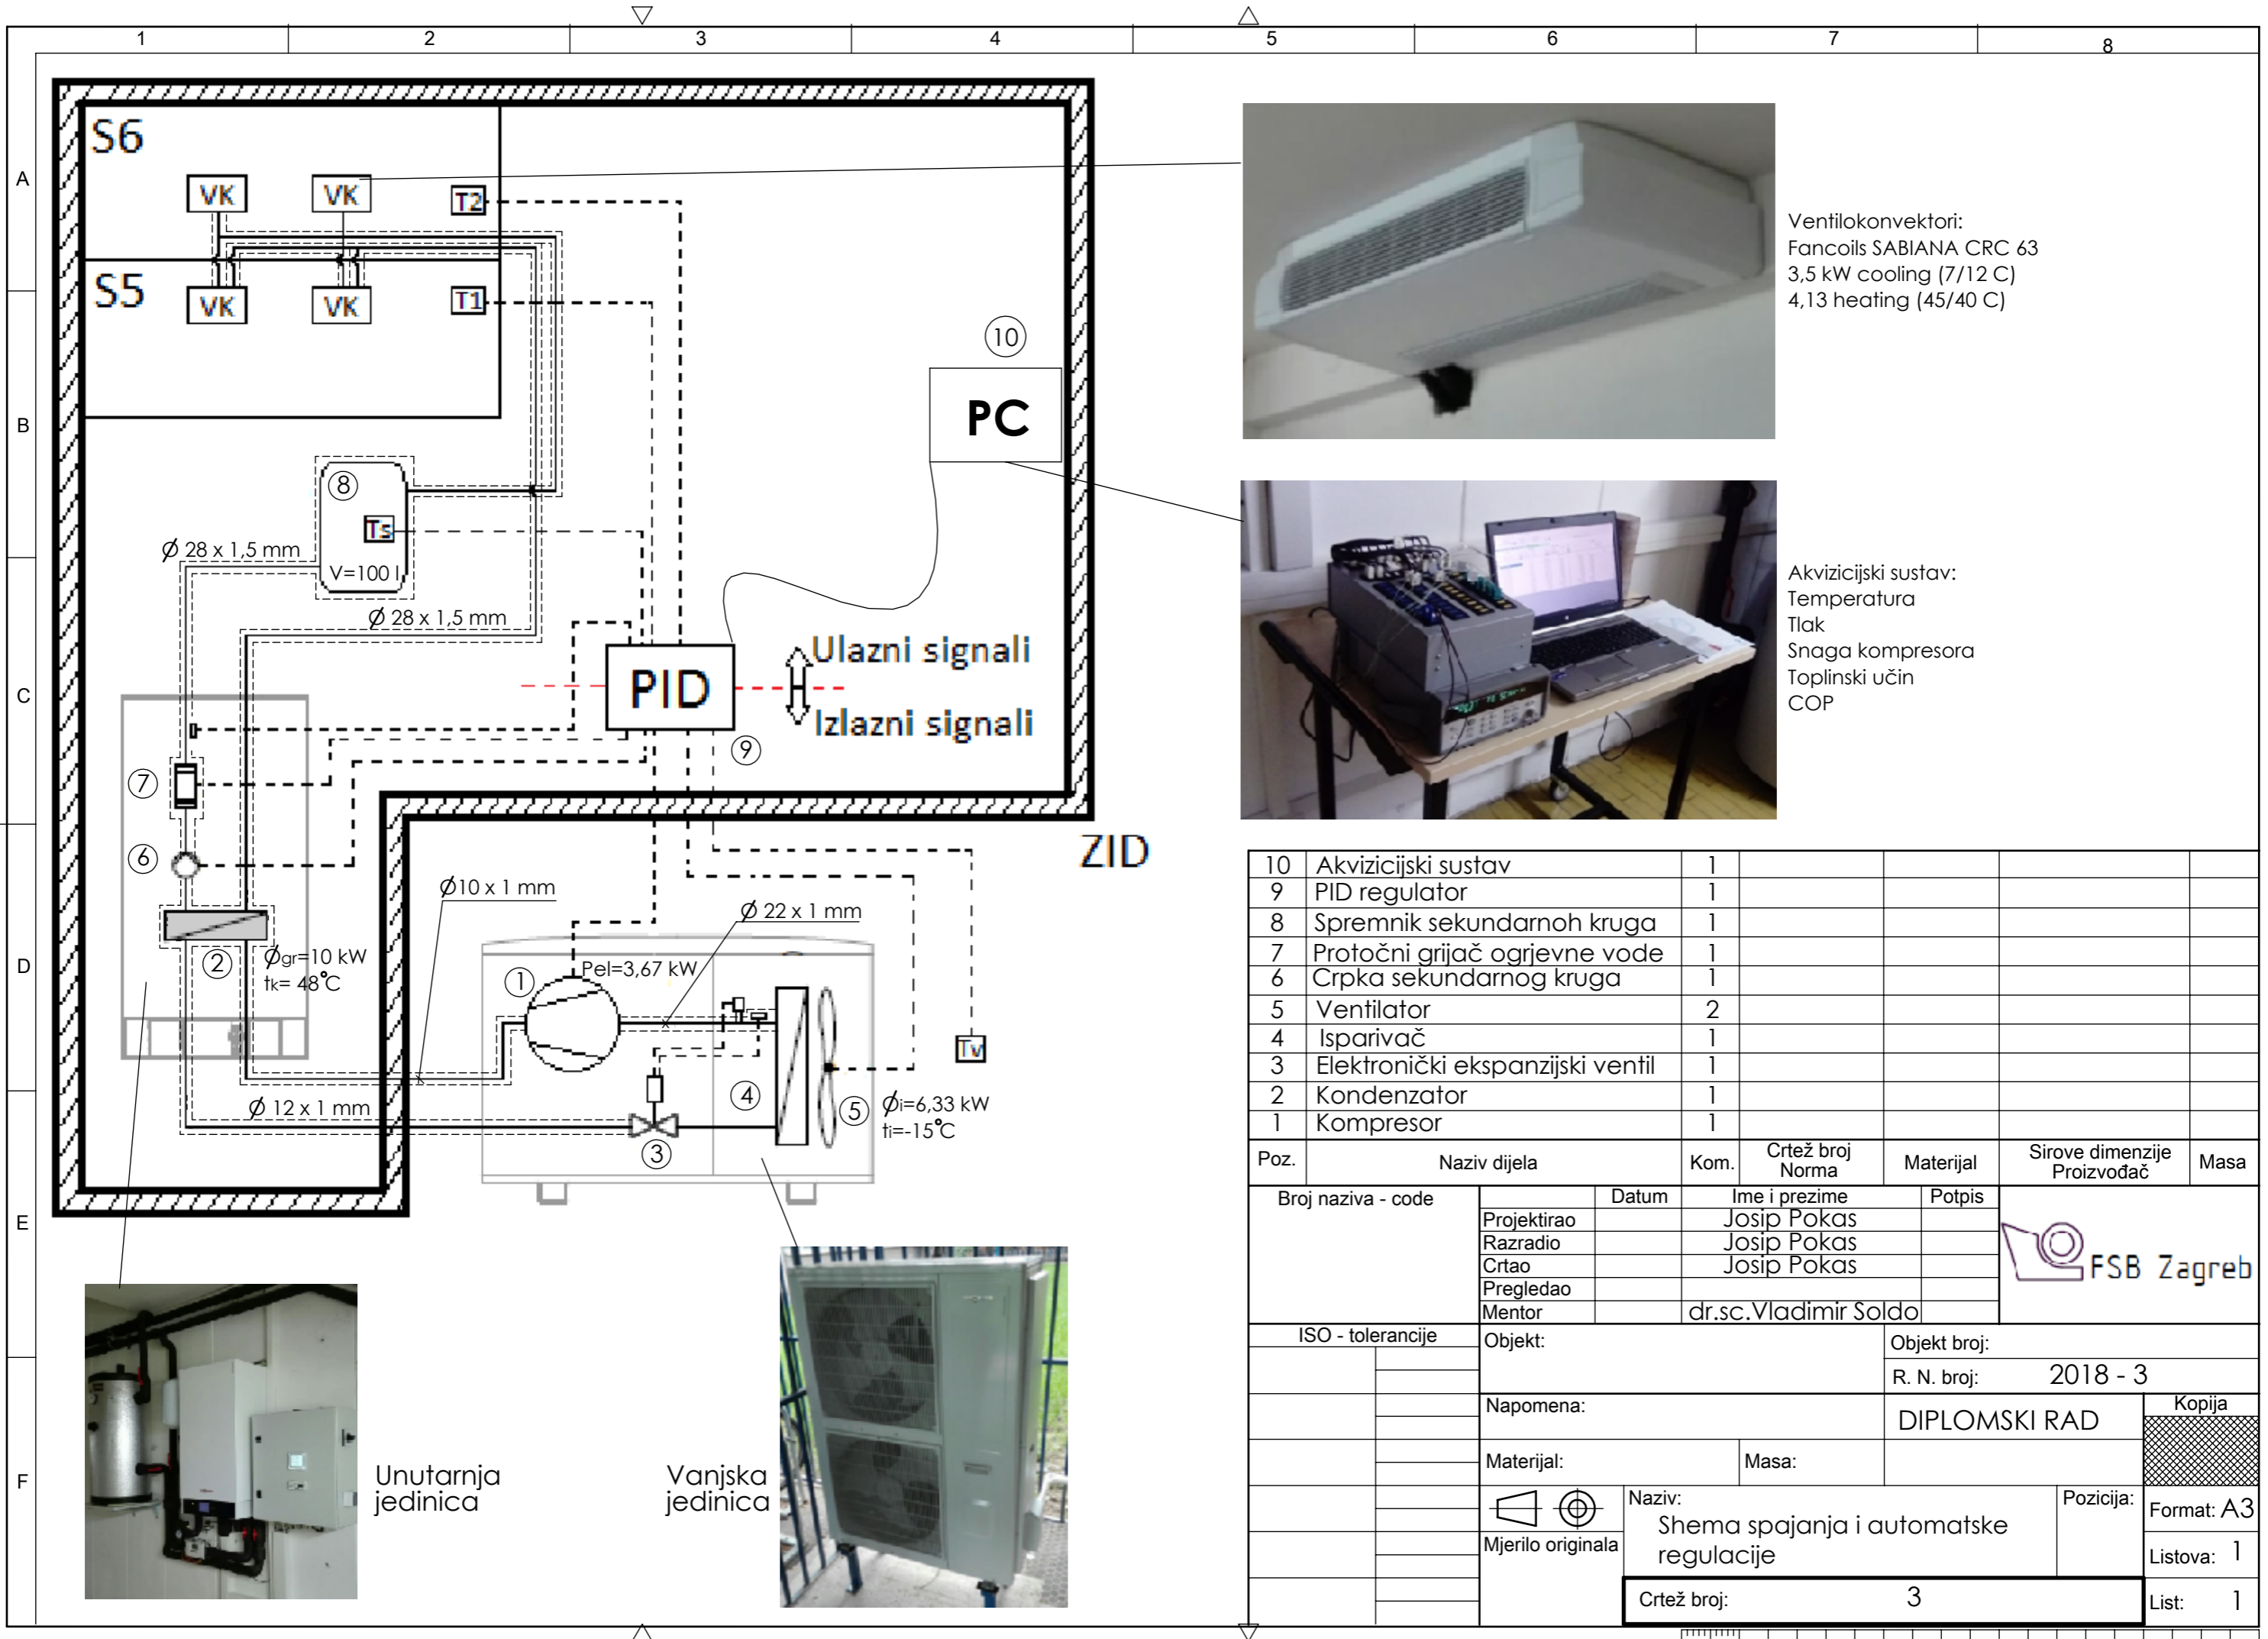 1 2 3 4 5 6 7 8
A
B
C
D
E
F
S6
VK VK T2
S5
VK VK T1
10
PC
8
Ts
V=100 l
Ø 28 x 1,5 mm
Ø 28 x 1,5 mm
PID
9
Ulazni signali
Izlazni signali
7
6
2
Øgr=10 kW
tk= 48°C
ZID
Ø10 x 1 mm
Ø 22 x 1 mm
1
Pel=3,67 kW
Tv
4
5
Øi=6,33 kW
ti=-15°C
3
Ø 12 x 1 mm
Unutarnja
jedinica
Vanjska
jedinica
Ventilokonvektori:
Fancoils SABIANA CRC 63
3,5 kW cooling (7/12 C)
4,13 heating (45/40 C)
Akvizicijski sustav:
Temperatura
Tlak
Snaga kompresora
Toplinski učin
COP
10 Akvizicijski sustav 1
9 PID regulator 1
8 Spremnik sekundarnoh kruga 1
7 Protočni grijač ogrjevne vode 1
6 Crpka sekundarnog kruga 1
5 Ventilator 2
4 Isparivač 1
3 Elektronički ekspanzijski ventil 1
2 Kondenzator 1
1 Kompresor 1
Poz. Naziv dijela Kom. Crtež broj Norma Materijal Sirove dimenzije Proizvođač Masa
Broj naziva - code
Datum Ime i prezime Potpis
Projektirao Josip Pokas
Razradio Josip Pokas
Crtao Josip Pokas
Pregledao
Mentor dr.sc.Vladimir Soldo
FSB Zagreb
ISO - tolerancije
Objekt:
Objekt broj:
R. N. broj: 2018 - 3
Napomena:
DIPLOMSKI RAD
Kopija
Materijal:
Masa:
Naziv:
Shema spajanja i automatske
regulacije
Pozicija:
Format: A3
Mjerilo originala
Listova: 1
Crtež broj: 3
List: 1